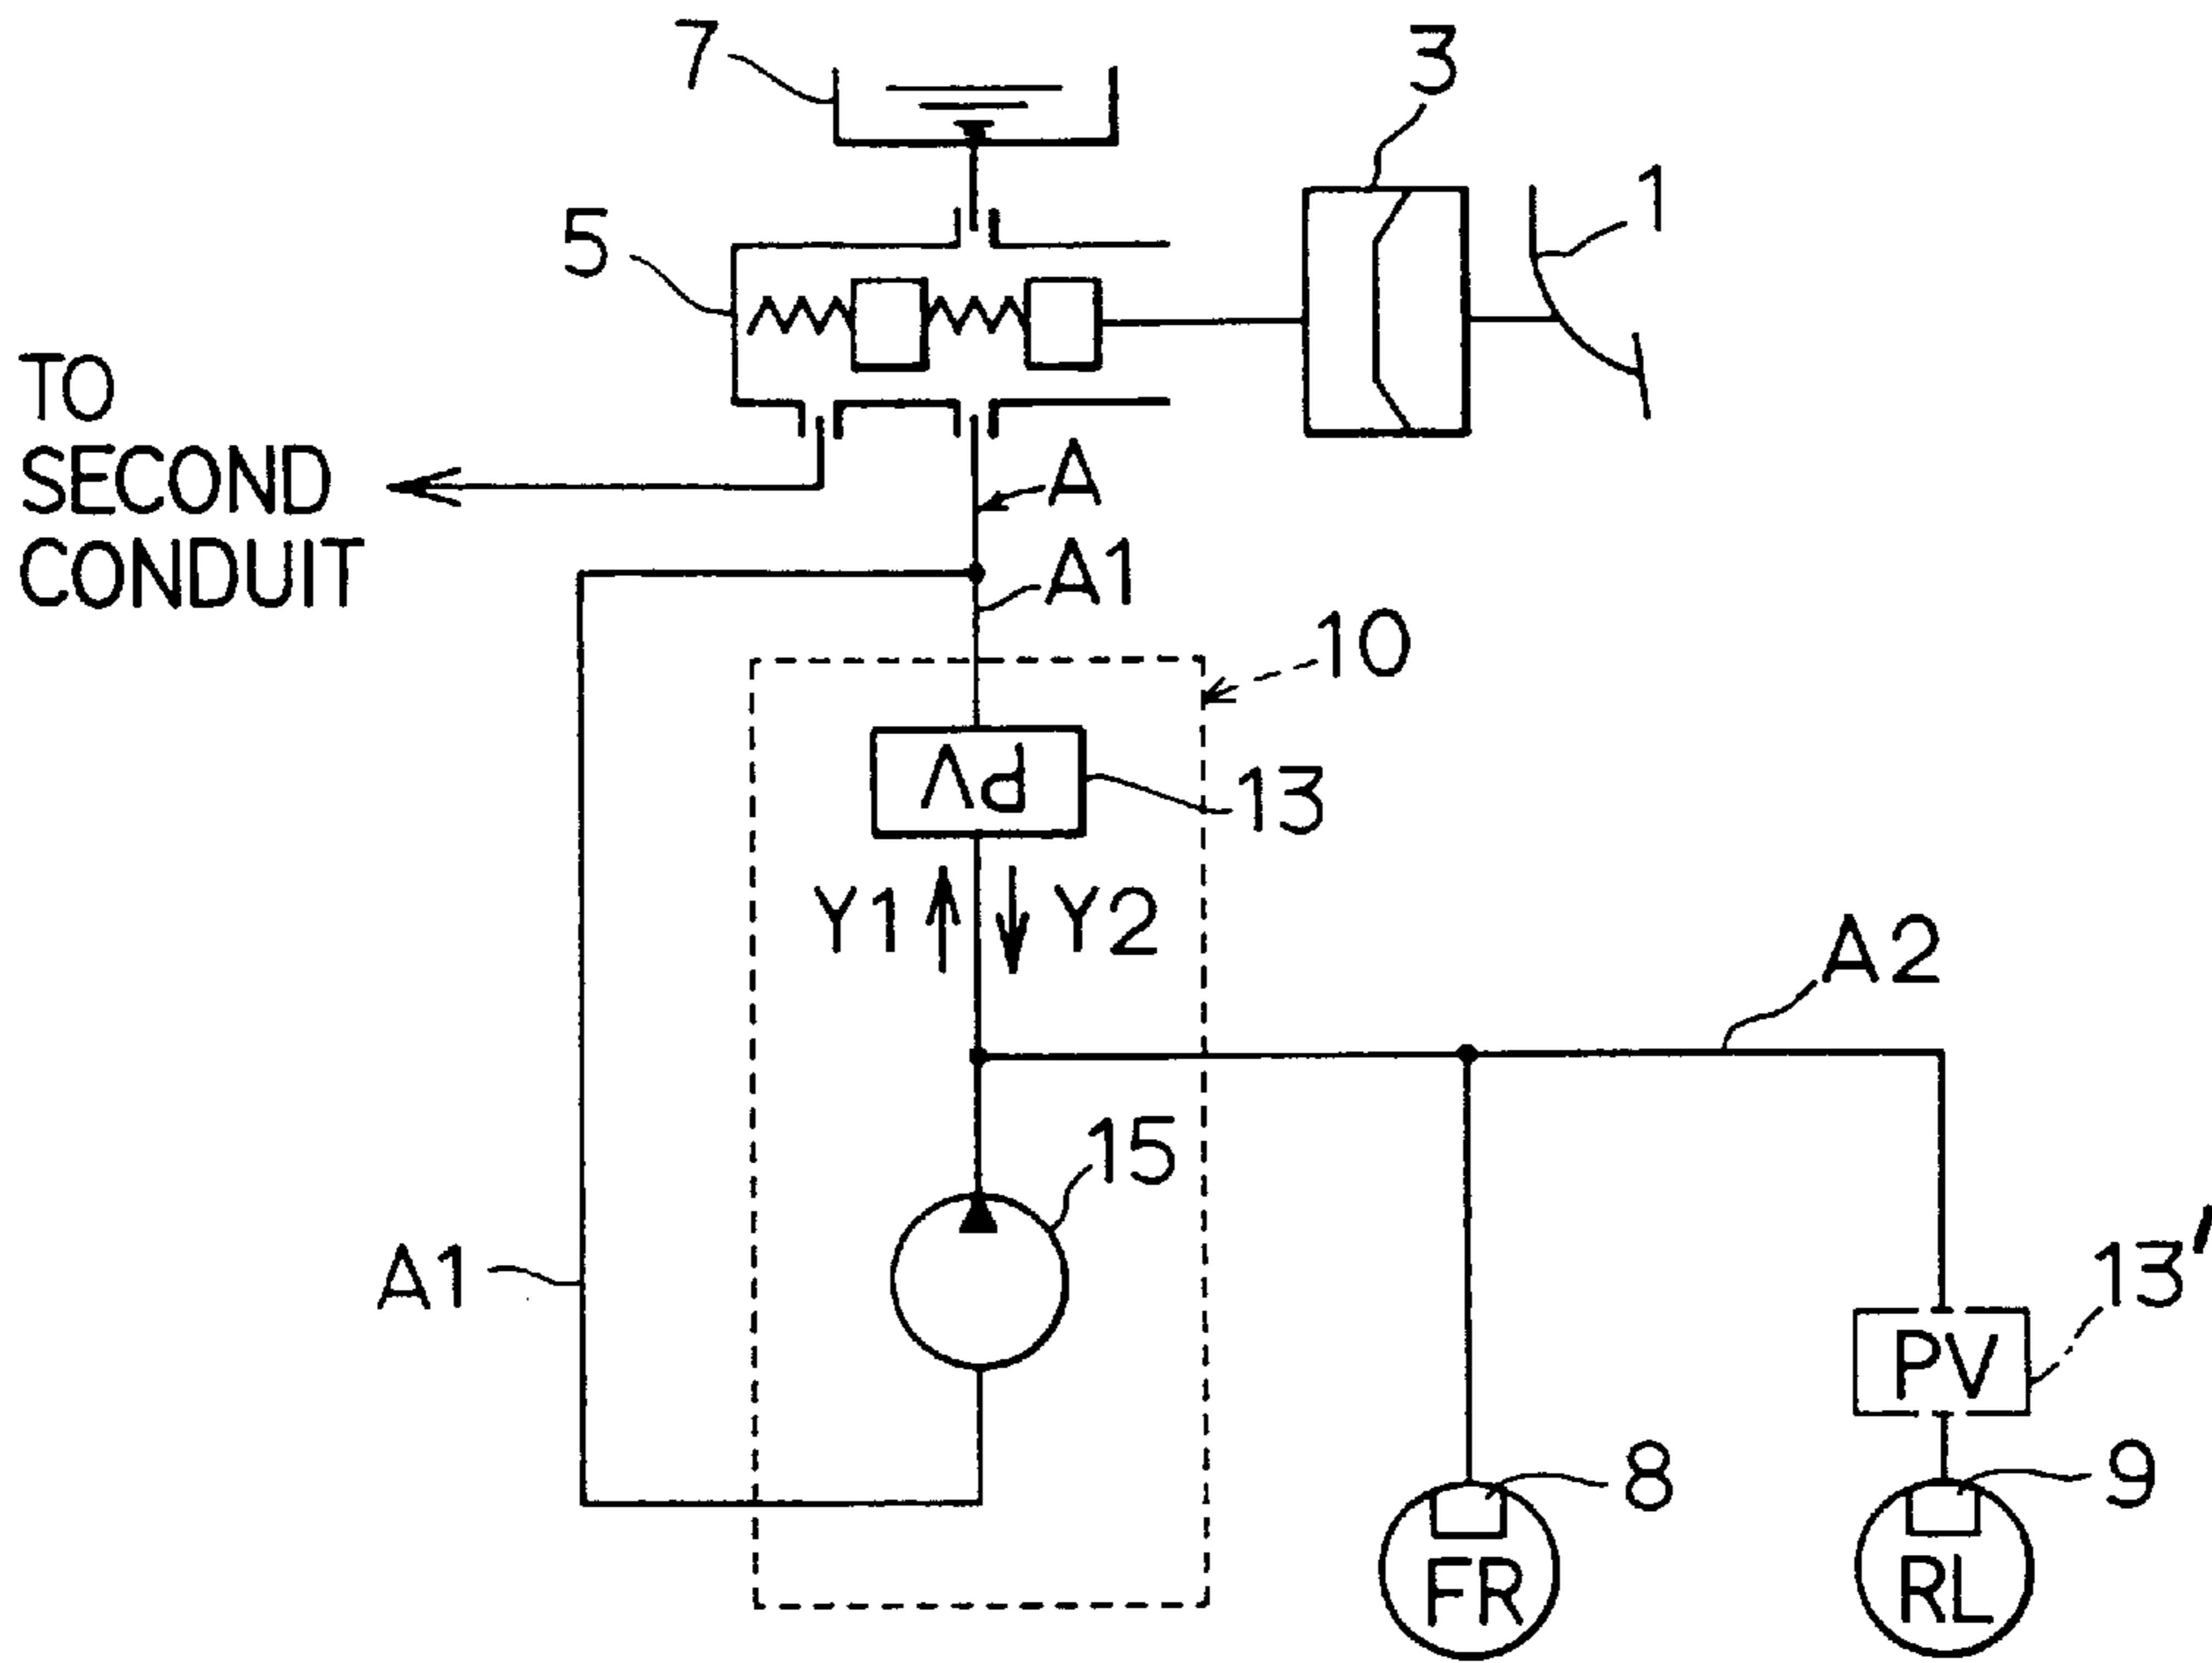 7
3
1
5
TO
SECOND
CONDUIT
A
A1
10
PV
13
Y1
Y2
A2
15
A1
13'
PV
8
9
FR
RL